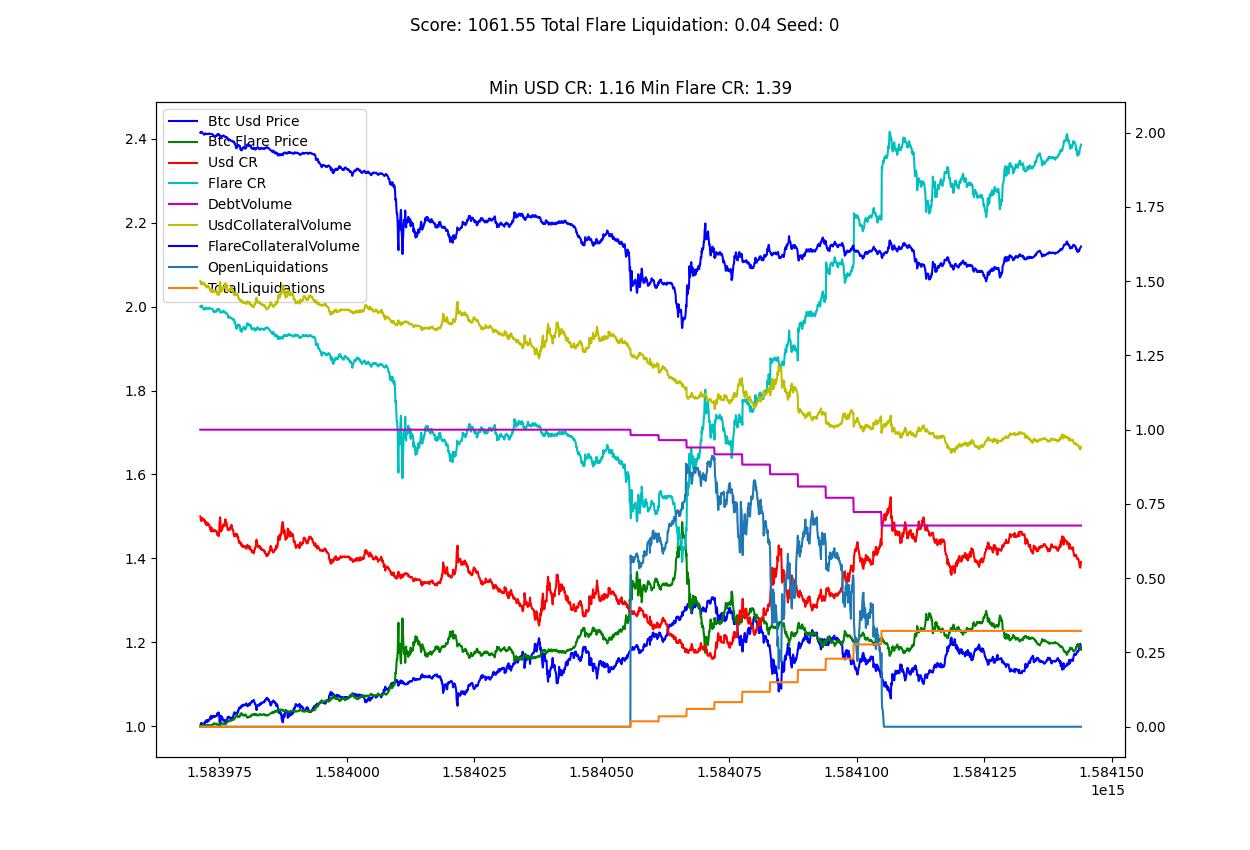 Score: 1061.55 Total Flare Liquidation: 0.04 Seed: 0
Min USD CR: 1.16 Min Flare CR: 1.39
Btc Usd Price
Btc Flare Price
Usd CR
Flare CR
DebtVolume
UsdCollateralVolume
FlareCollateralVolume
OpenLiquidations
TotalLiquidations
2.4
2.2
2.0
1.8
1.6
1.4
1.2
1.0
2.00
1.75
1.50
1.25
1.00
0.75
0.50
0.25
0.00
1.583975 1.584000 1.584025 1.584050 1.584075 1.584100 1.584125 1.584150
1e15